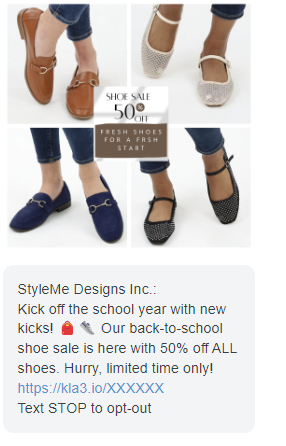 SHOE SALE
50%
OFF
FRESH SHOES
FOR A FRSH
START
StyleMe Designs Inc.:
Kick off the school year with new
kicks! 🎒 👟 Our back-to-school
shoe sale is here with 50% off ALL
shoes. Hurry, limited time only!
https://kla3.io/XXXXXX
Text STOP to opt-out